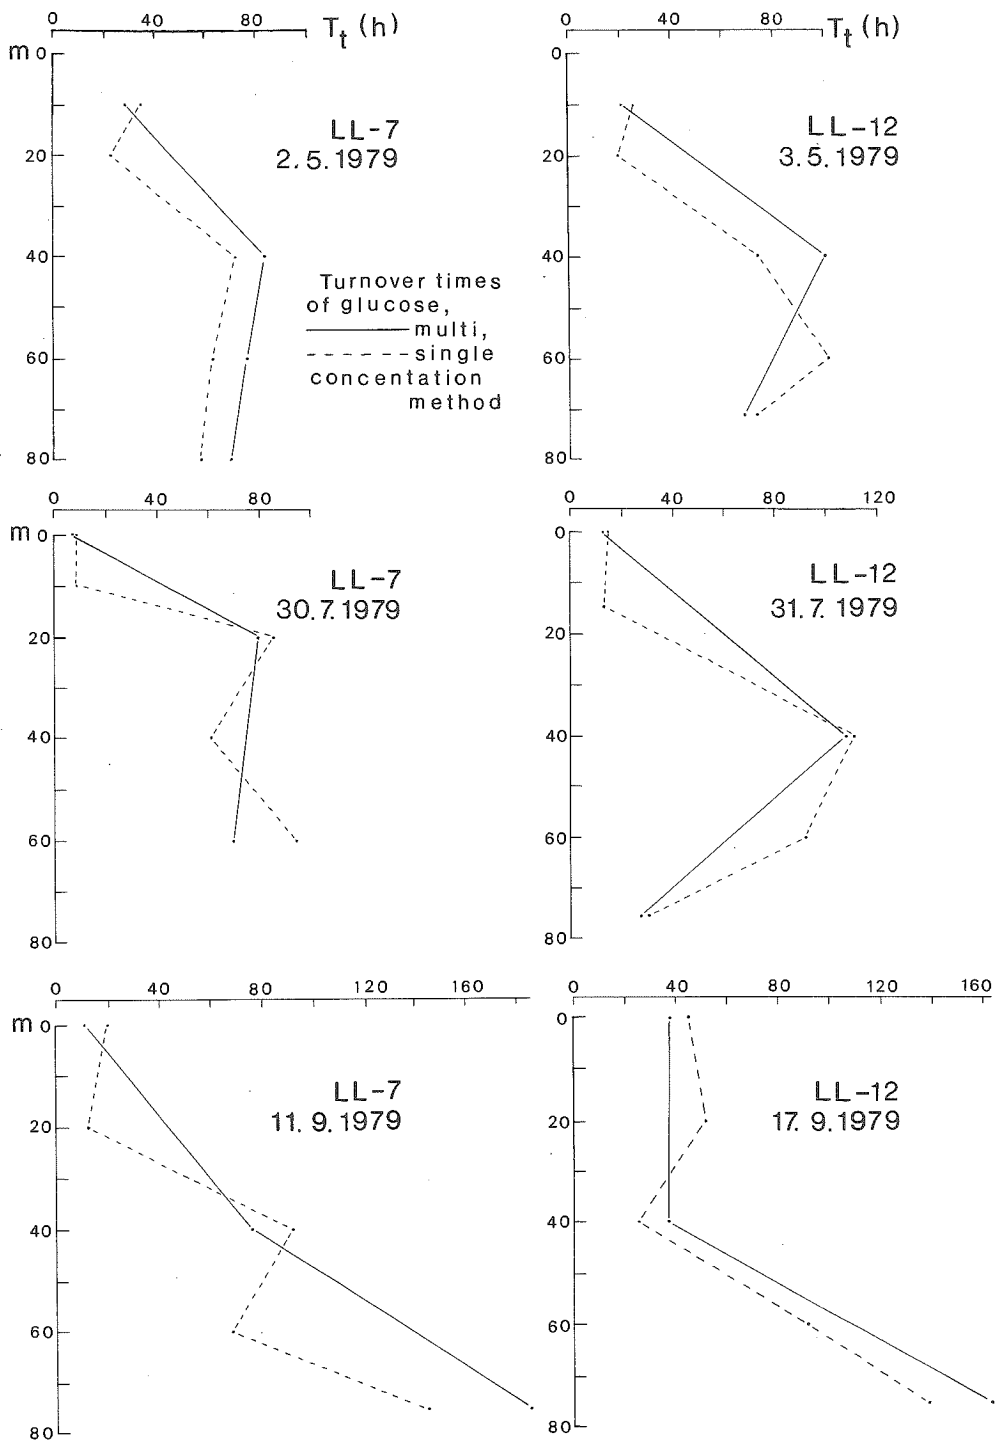 0 40 80 T_t (h)
m 0
20
40
60
80
LL-7
2.5.1979
Turnover times
of glucose,
multi,
single
concentation
method
0 40 80 T_t (h)
0
20
40
60
80
LL-12
3.5.1979
0 40 80
m 0
20
40
60
80
LL-7
30.7.1979
0 40 80 120
0
20
40
60
80
LL-12
31.7.1979
0 40 80 120 160
m 0
20
40
60
80
LL-7
11.9.1979
0 40 80 120 160
0
20
40
60
80
LL-12
17.9.1979